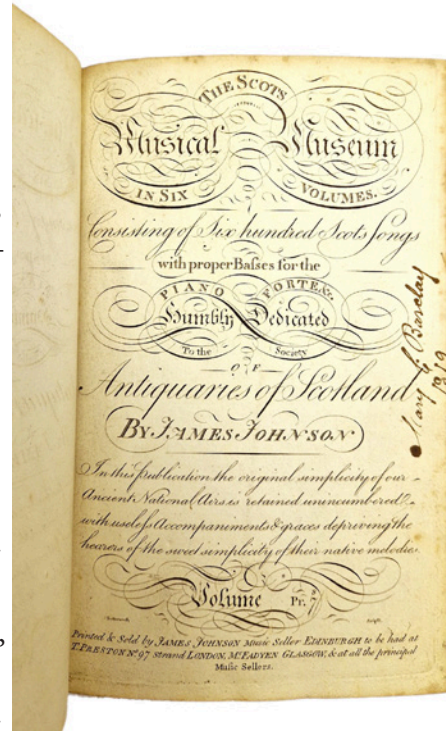 THE SCOTS
Musical Museum
IN SIX VOLUMES.
Consisting of Six hundred Scots Songs
with proper Basses for the
PIANO FORTE &c.
Humbly Dedicated
To the Society
OF
Antiquaries of Scotland
By JAMES JOHNSON
In this Publication the original simplicity of our
Ancient National Airs is retained unincumbered
with useless Accompaniments & graces depriving the
hearers of the sweet simplicity of their native melodies.
Volume Pr.
Printed & Sold by JAMES JOHNSON Music Seller EDINBURGH to be had at
T. PRESTON No. 97 Strand LONDON, Mc. FADYEN GLASGOW, & at all the principal
Music Sellers.
Mary Barclay